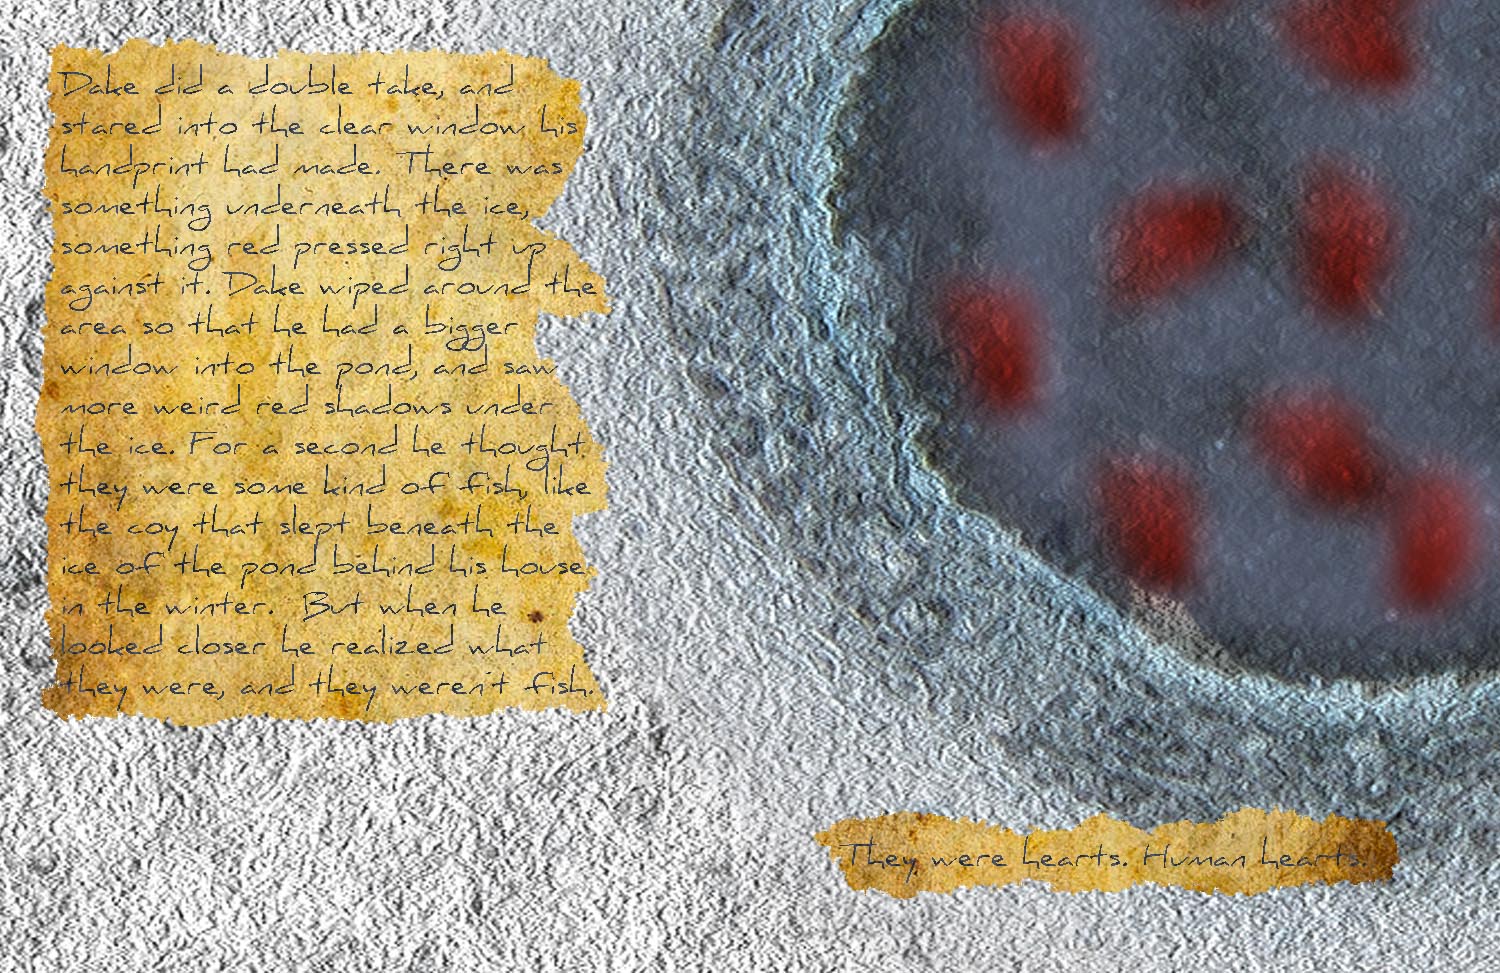 Dake did a double take, and
stared into the clear window his
handprint had made. There was
something underneath the ice,
something red pressed right up
against it. Dake wiped around the
area so that he had a bigger
window into the pond, and saw
more weird red shadows under
the ice. For a second he thought
they were some kind of fish, like
the coy that slept beneath the
ice of the pond behind his house
in the winter. But when he
looked closer he realized what
they were, and they weren't fish.
They were hearts. Human hearts.